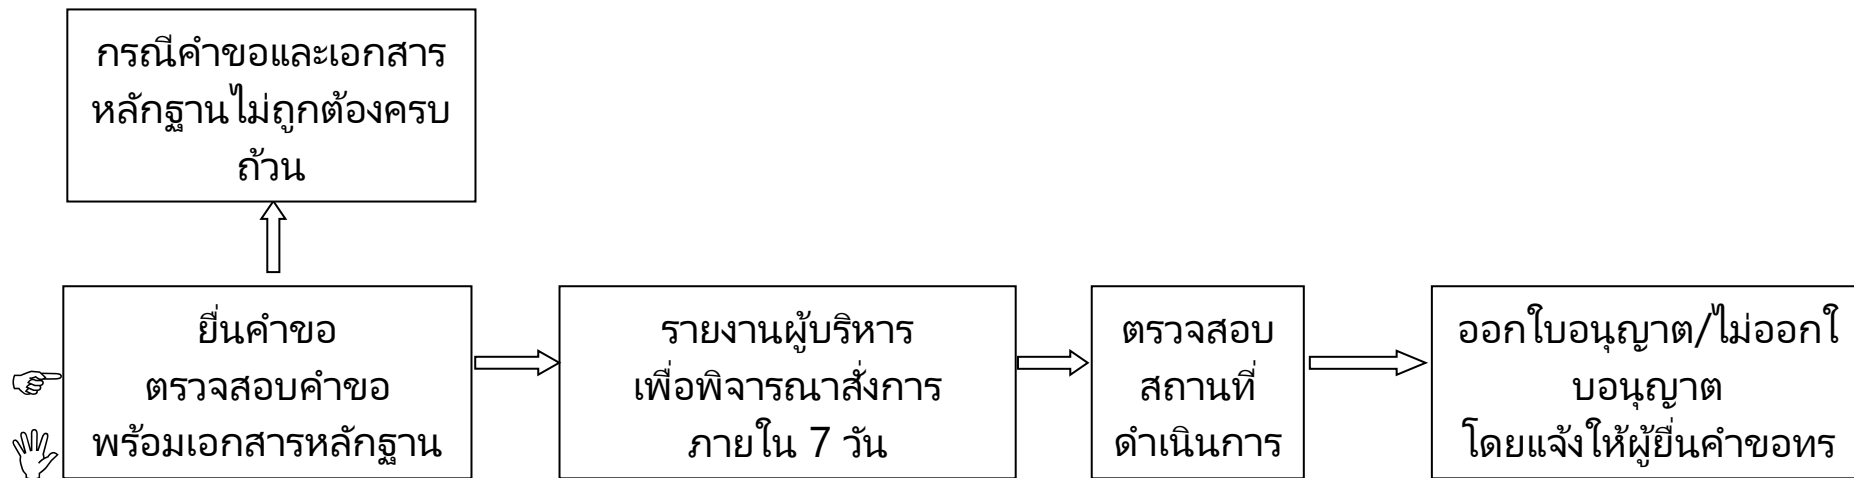 กรณีคำขอและเอกสาร
หลักฐานไม่ถูกต้องครบ
ถ้วน
ยื่นคำขอ
ตรวจสอบคำขอ
พร้อมเอกสารหลักฐาน
รายงานผู้บริหาร
เพื่อพิจารณาสั่งการ
ภายใน 7 วัน
ตรวจสอบ
สถานที่
ดำเนินการ
ออกใบอนุญาต/ไม่ออกใ
บอนุญาต
โดยแจ้งให้ผู้ยื่นคำขอทร